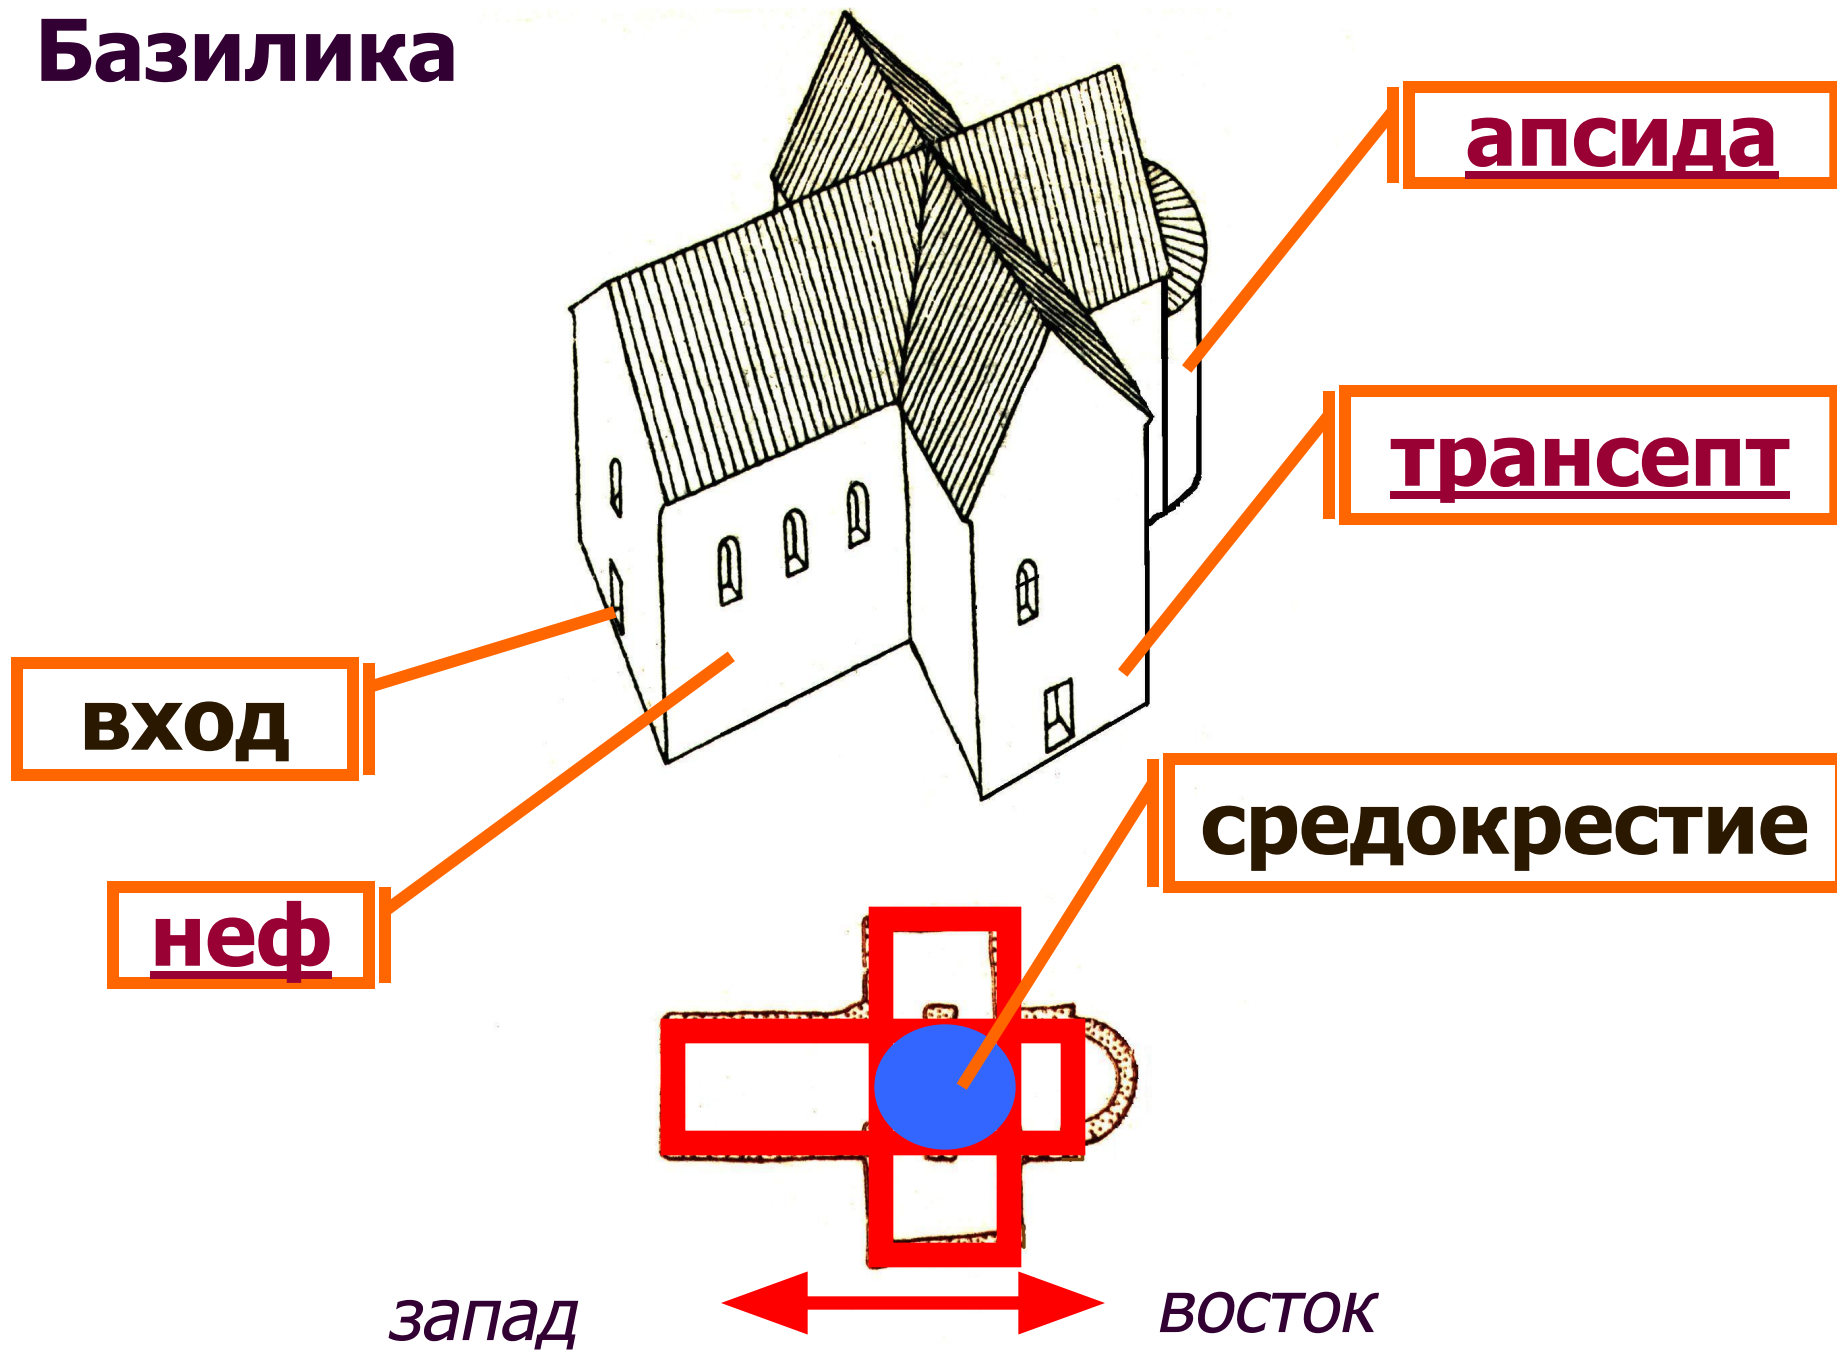 Базилика
апсида
трансепт
вход
средокрестие
неф
запад
восток